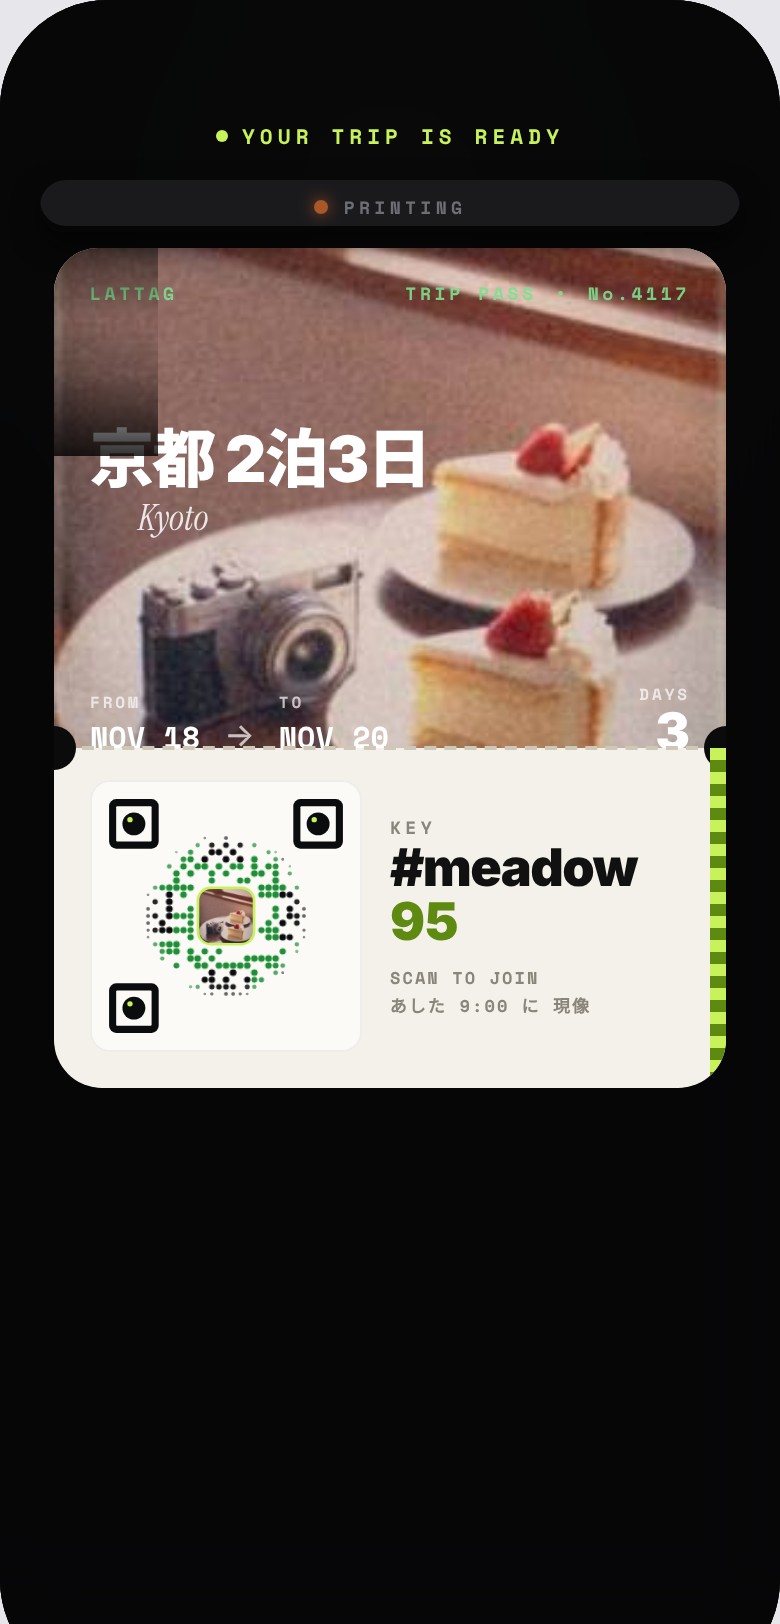 YOUR TRIP IS READY
PRINTING
LATTAG
TRIP PASS · No.4117
京都 2泊3日
Kyoto
FROM
TO
DAYS
NOV 18 → NOV 20
3
KEY
#meadow
95
SCAN TO JOIN
あした 9:00 に 現像